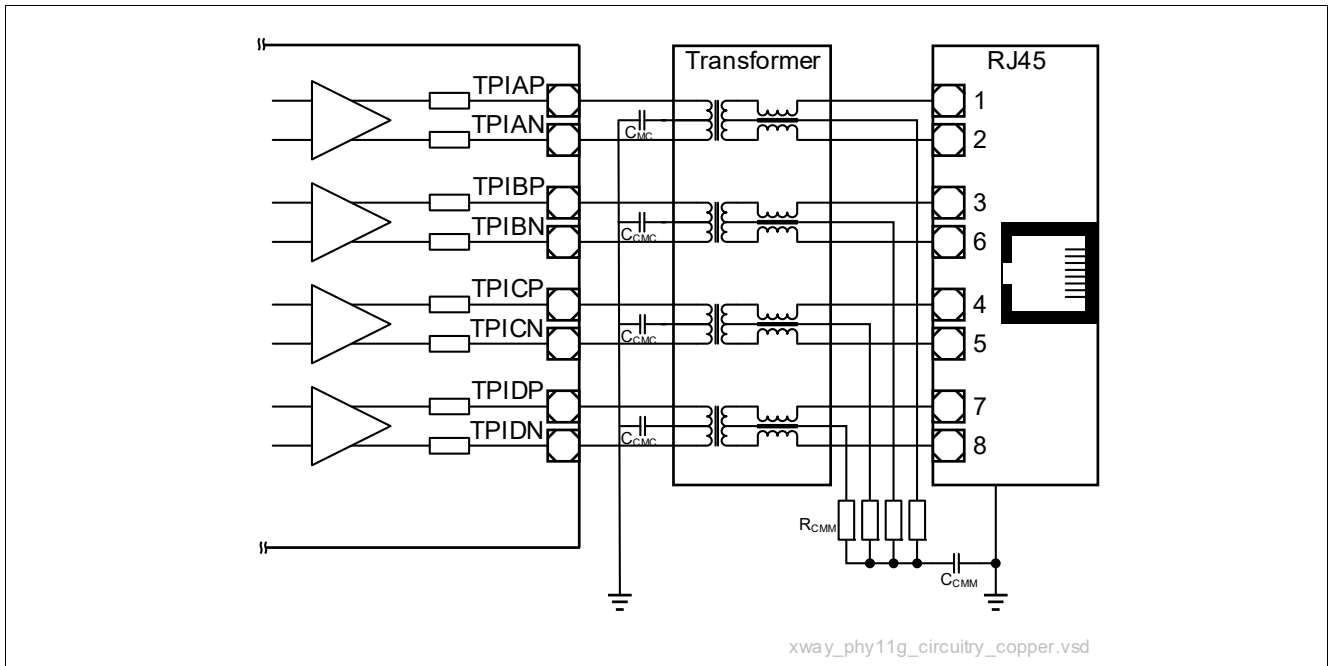 Transformer
RJ45
TPIAP
1
TPIAN
CMC
2
TPIBP
3
TPIBN
CCMC
6
TPICP
4
TPICN
CCMC
5
TPIDP
7
TPIDN
CCMC
8
RCMM
CCMM
xway_phy11g_circuitry_copper.vsd